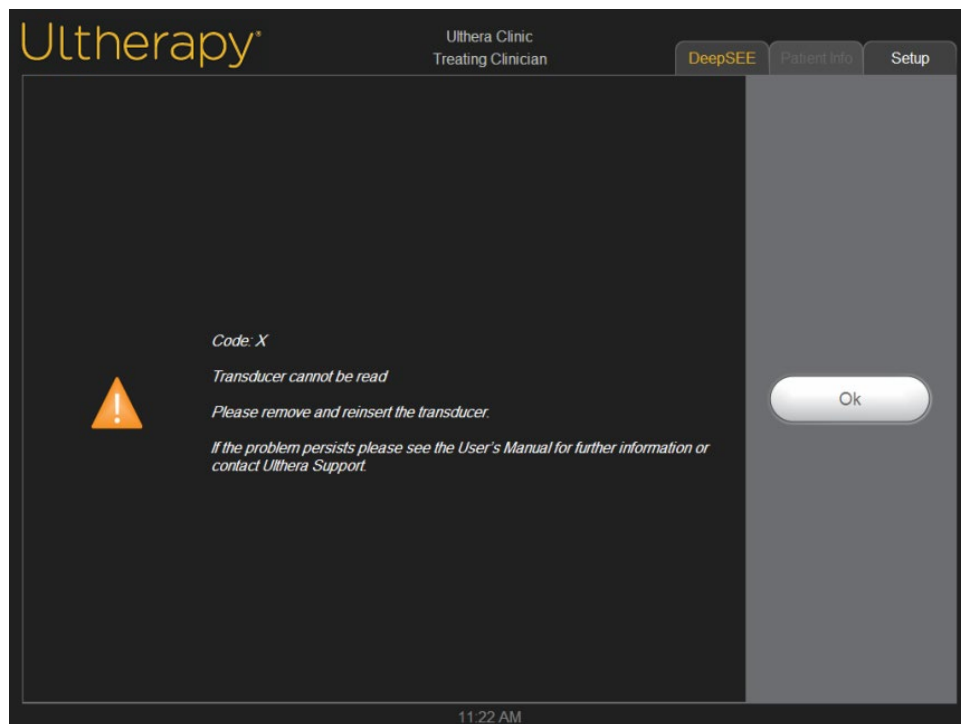 Ultherapy®
Ulthera Clinic
Treating Clinician
DeepSEE
Patient Info
Setup
Code: X
Transducer cannot be read
Please remove and reinsert the transducer.
If the problem persists please see the User's Manual for further information or
contact Ulthera Support.
Ok
11:22 AM